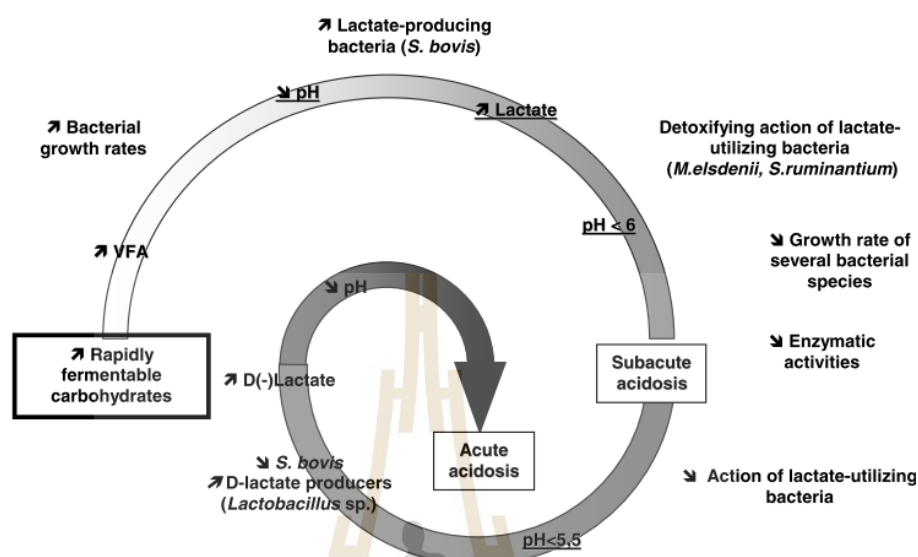 ↗ Lactate-producing
bacteria (S. bovis)
↘ pH
↗ Lactate
↗ Bacterial
growth rates
Detoxifying action of lactate-
utilizing bacteria
(M.elsdenii, S.ruminantium)
pH < 6
↗ VFA
↘ Growth rate of
several bacterial
species
↘ pH
↗ Rapidly
fermentable
carbohydrates
↘ Enzymatic
activities
Subacute
acidosis
↗ D(-)Lactate
Acute
acidosis
↘ S. bovis
↗D-lactate producers
(Lactobacillus sp.)
↘ Action of lactate-utilizing
bacteria
pH<5,5